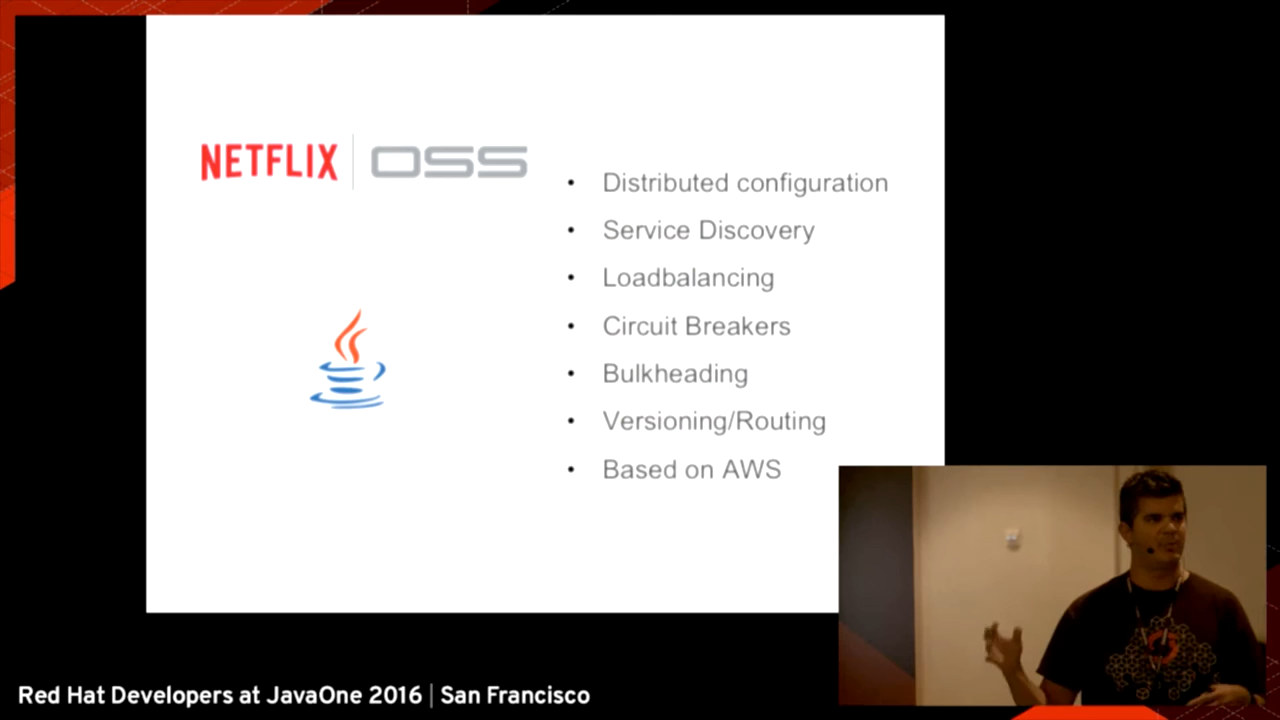 NETFLIX OSS
Distributed configuration
Service Discovery
Loadbalancing
Circuit Breakers
Bulkheading
Versioning/Routing
Based on AWS
Red Hat Developers at JavaOne 2016 | San Francisco